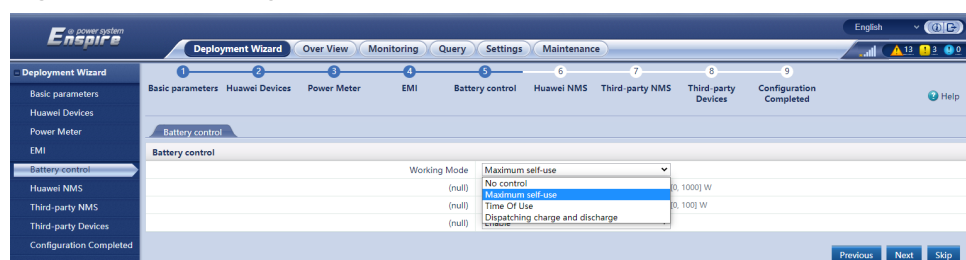 @ power system
Enspire
English
Deployment Wizard Over View Monitoring Query Settings Maintenance
13 3 0
Deployment Wizard
Basic parameters
Huawei Devices
Power Meter
EMI
Battery control
Huawei NMS
Third-party NMS
Third-party Devices
Configuration Completed
1 2 3 4 5 6 7 8 9
Basic parameters Huawei Devices Power Meter EMI Battery control Huawei NMS Third-party NMS Third-party Devices Configuration Completed
Help
Battery control
Battery control
Working Mode Maximum self-use
No control
(null) Maximum self-use [0, 1000] W
(null) Time Of Use [0, 100] W
Dispatching charge and discharge
(null) Enable
Previous Next Skip